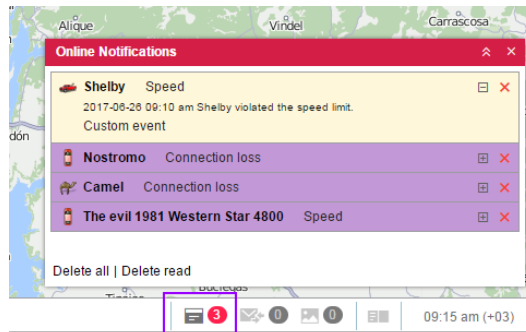 Alique
Vindel
Carrascosa
Online Notifications
Shelby Speed
2017-06-26 09:10 am Shelby violated the speed limit.
Custom event
dón
Nostromo Connection loss
Camel Connection loss
The evil 1981 Western Star 4800 Speed
Delete all | Delete read
3 0 0 09:15 am (+03)